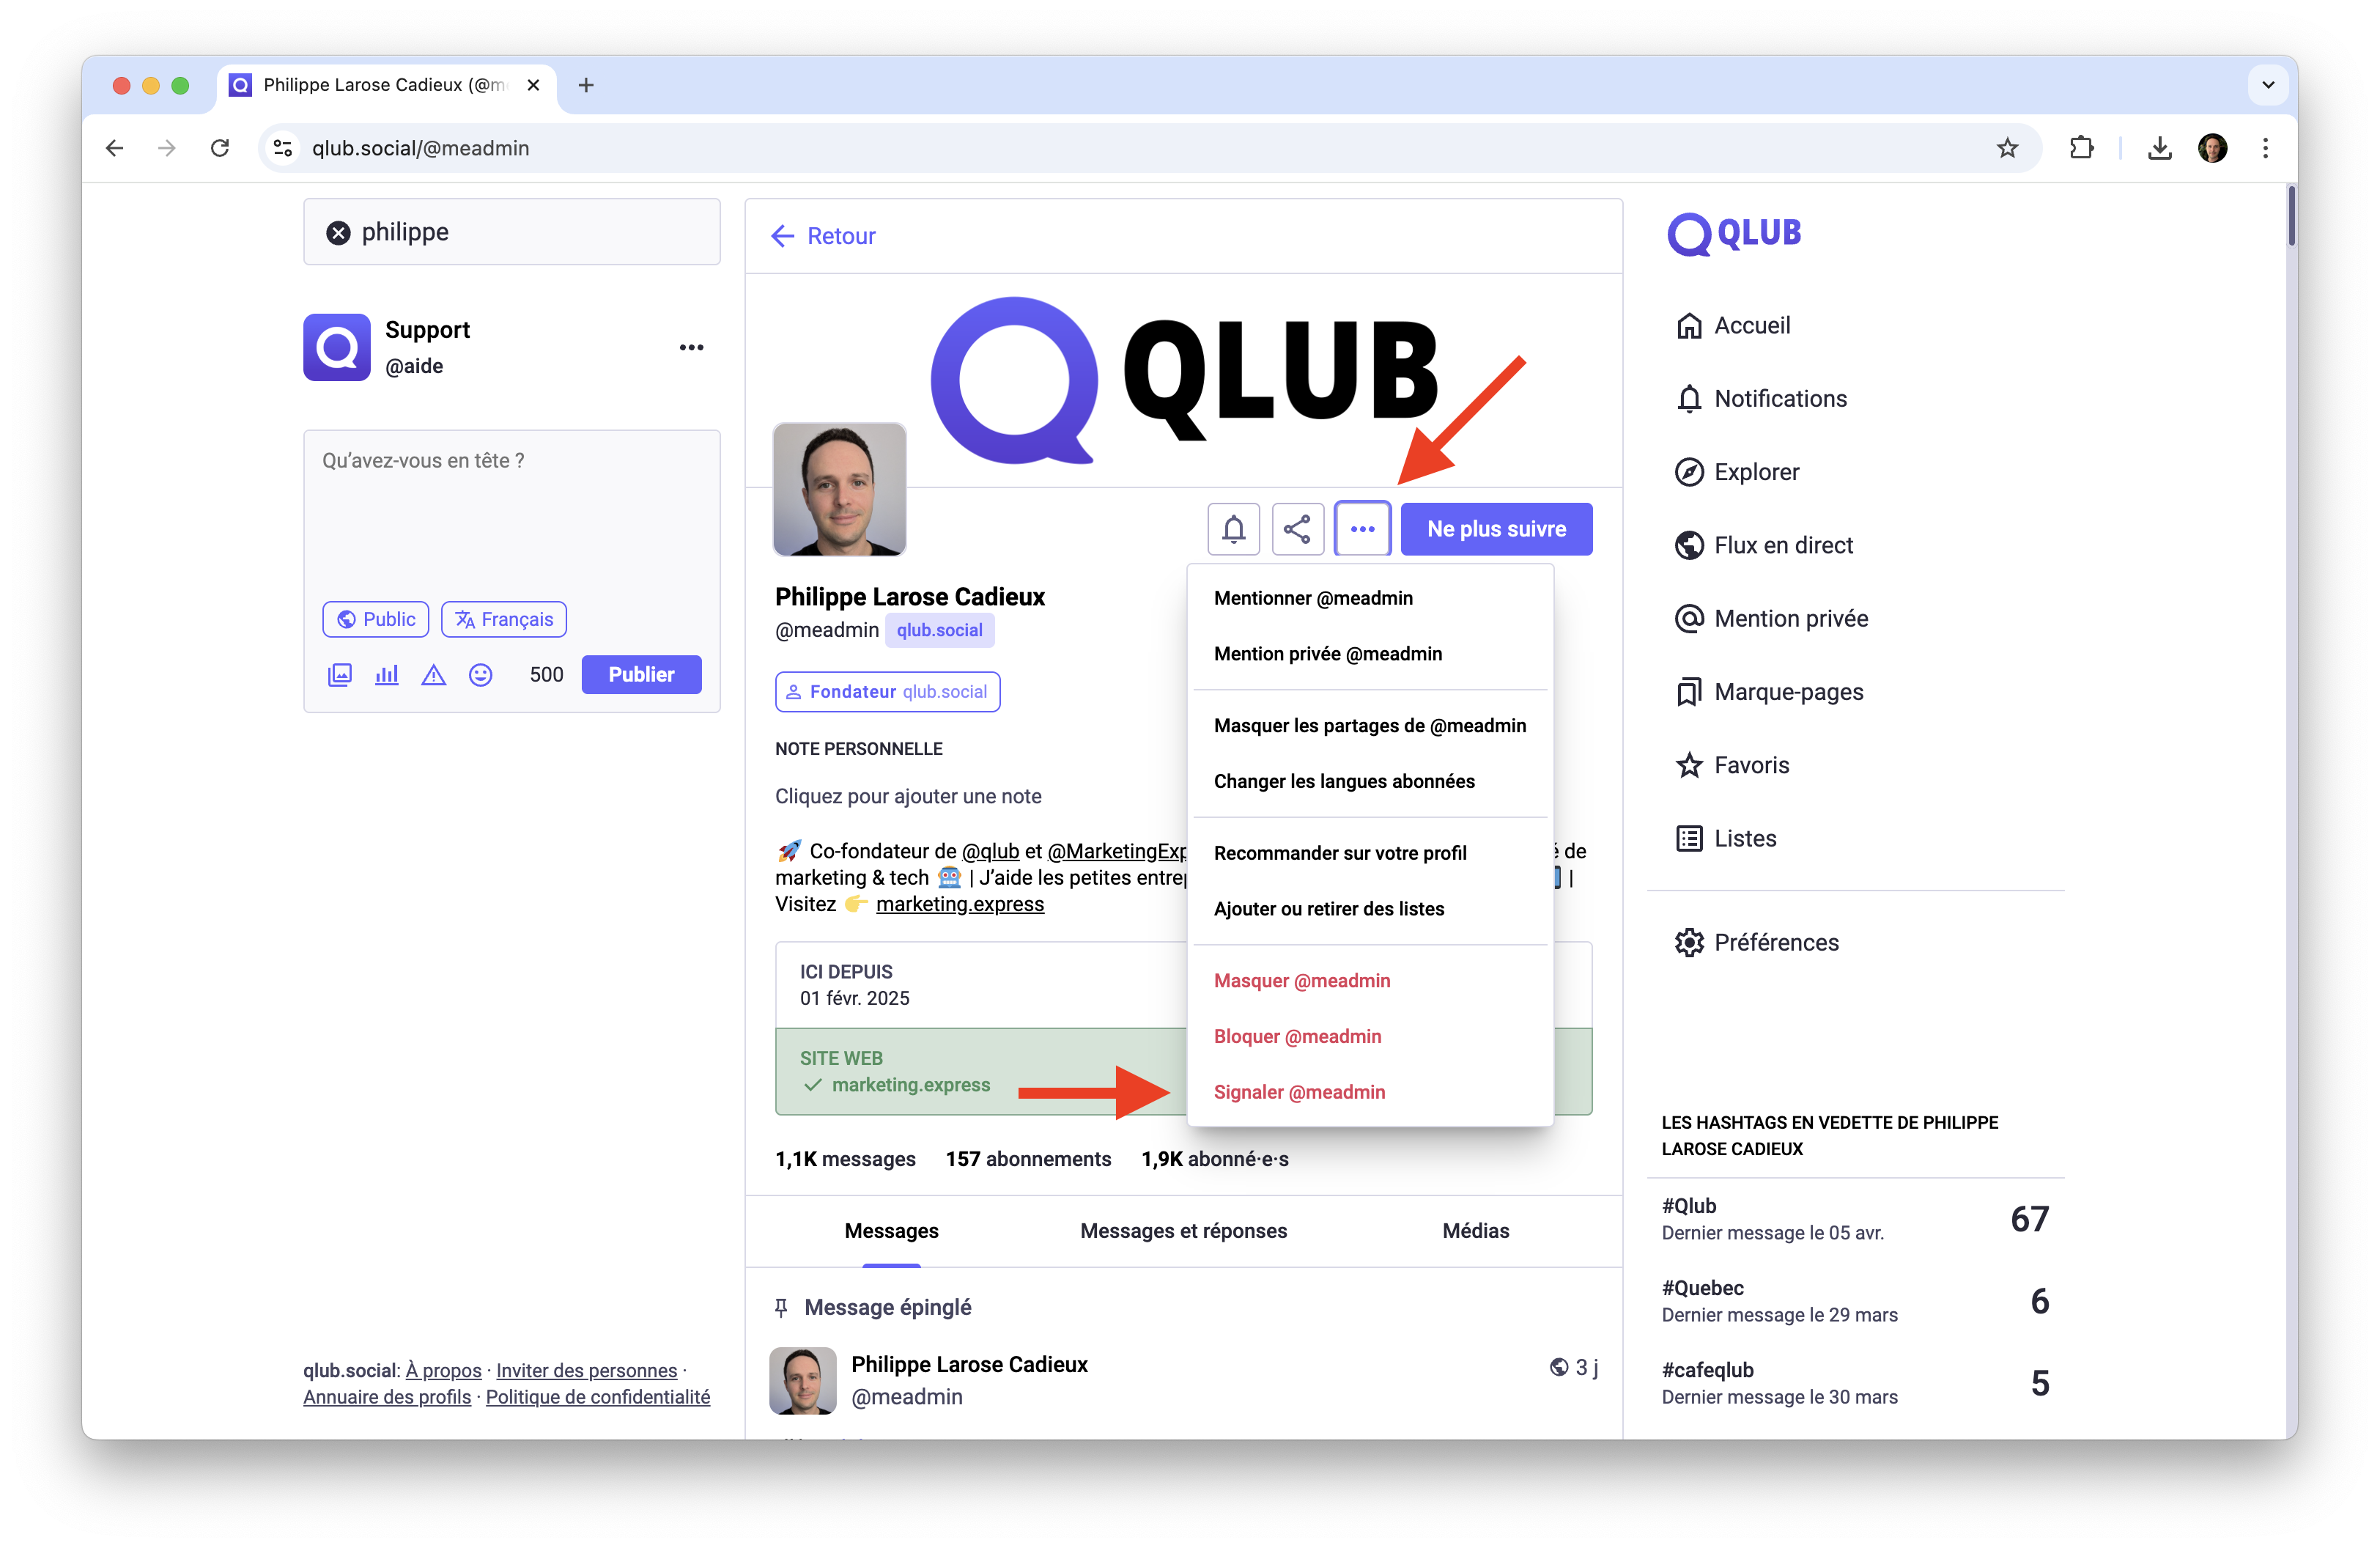 Philippe Larose Cadieux (@m
qlub.social/@meadmin
philippe
Support
@aide
Qu’avez-vous en tête ?
Public
Français
500
Publier
qlub.social: À propos · Inviter des personnes ·
Annuaire des profils · Politique de confidentialité
Retour
QLUB
Ne plus suivre
Philippe Larose Cadieux
@meadmin qlub.social
Fondateur qlub.social
NOTE PERSONNELLE
Cliquez pour ajouter une note
🚀 Co-fondateur de @qlub et @MarketingExp
é de
marketing & tech 🤖 | J’aide les petites entrep
|
Visitez 👉 marketing.express
ICI DEPUIS
01 févr. 2025
SITE WEB
marketing.express
Mentionner @meadmin
Mention privée @meadmin
Masquer les partages de @meadmin
Changer les langues abonnées
Recommander sur votre profil
Ajouter ou retirer des listes
Masquer @meadmin
Bloquer @meadmin
Signaler @meadmin
1,1K messages 157 abonnements 1,9K abonné·e·s
Messages
Messages et réponses
Médias
Message épinglé
Philippe Larose Cadieux
3 j
@meadmin
QLUB
Accueil
Notifications
Explorer
Flux en direct
Mention privée
Marque-pages
Favoris
Listes
Préférences
LES HASHTAGS EN VEDETTE DE PHILIPPE
LAROSE CADIEUX
#Qlub
Dernier message le 05 avr.
67
#Quebec
Dernier message le 29 mars
6
#cafeqlub
Dernier message le 30 mars
5